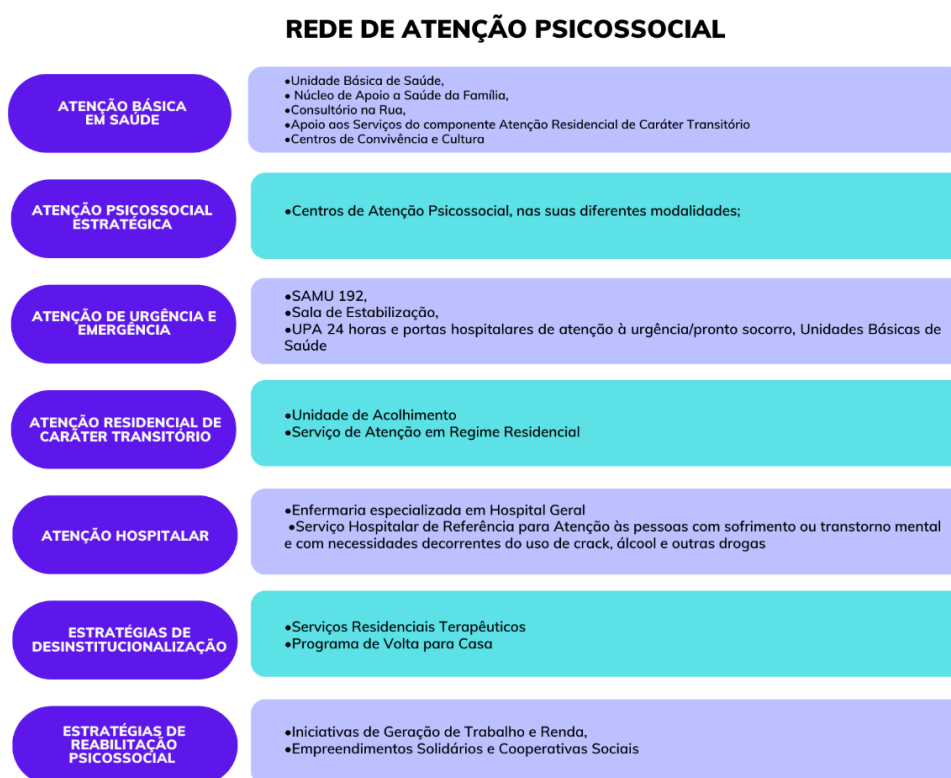 REDE DE ATENÇÃO PSICOSSOCIAL
ATENÇÃO BÁSICA
EM SAÚDE
•Unidade Básica de Saúde,
• Núcleo de Apoio a Saúde da Família,
•Consultório na Rua,
•Apoio aos Serviços do componente Atenção Residencial de Caráter Transitório
•Centros de Convivência e Cultura
ATENÇÃO PSICOSSOCIAL
ESTRATÉGICA
•Centros de Atenção Psicossocial, nas suas diferentes modalidades;
ATENÇÃO DE URGÊNCIA E
EMERGÊNCIA
•SAMU 192,
•Sala de Estabilização,
•UPA 24 horas e portas hospitalares de atenção à urgência/pronto socorro, Unidades Básicas de
Saúde
ATENÇÃO RESIDENCIAL DE
CARÁTER TRANSITÓRIO
•Unidade de Acolhimento
•Serviço de Atenção em Regime Residencial
ATENÇÃO HOSPITALAR
•Enfermaria especializada em Hospital Geral
•Serviço Hospitalar de Referência para Atenção às pessoas com sofrimento ou transtorno mental
e com necessidades decorrentes do uso de crack, álcool e outras drogas
ESTRATÉGIAS DE
DESINSTITUCIONALIZAÇÃO
•Serviços Residenciais Terapêuticos
•Programa de Volta para Casa
ESTRATÉGIAS DE
REABILITAÇÃO
PSICOSSOCIAL
•Iniciativas de Geração de Trabalho e Renda,
•Empreendimentos Solidários e Cooperativas Sociais